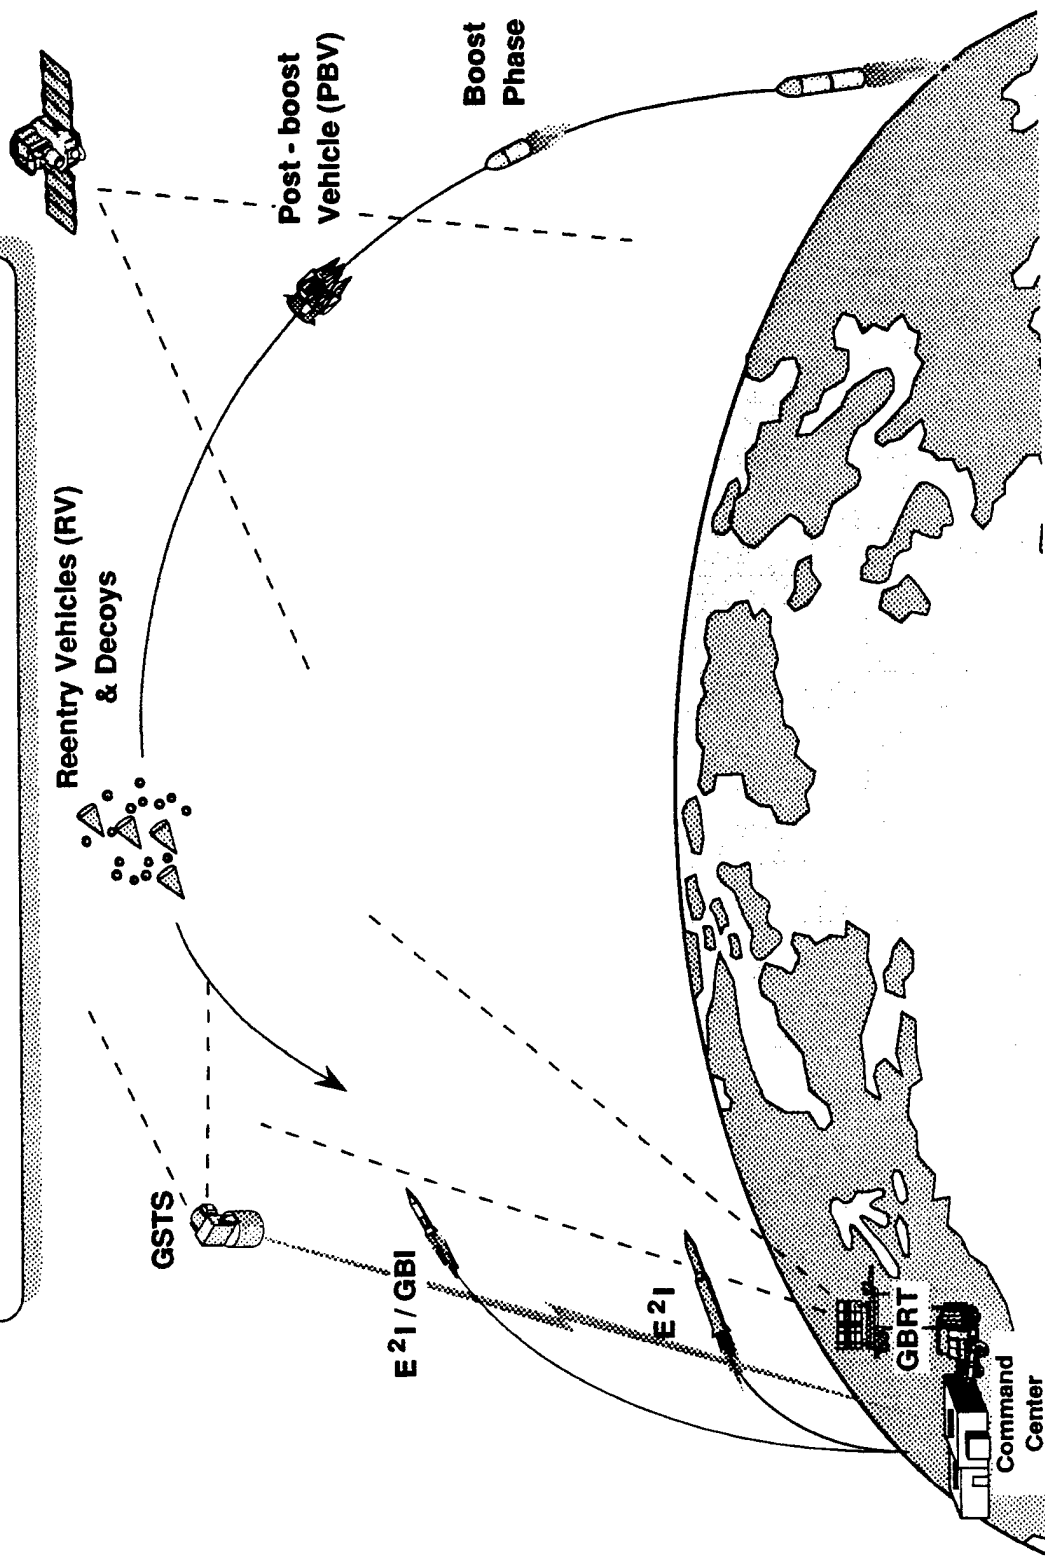 Reentry Vehicles (RV)
& Decoys
Post - boost
Vehicle (PBV)
Boost
Phase
GSTS
E²I / GBI
E²I
GBRT
Command
Center